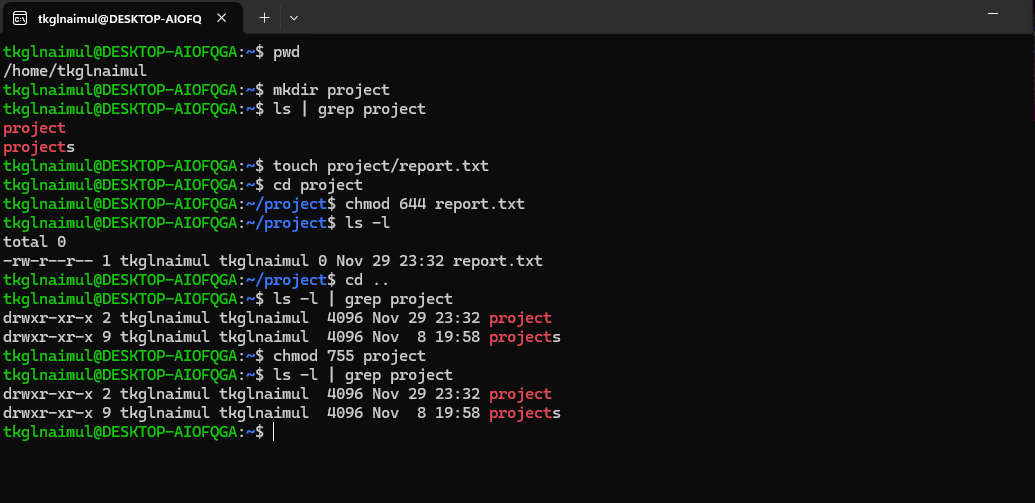 tkglnaimul@DESKTOP-AIOFQ
tkglnaimul@DESKTOP-AIOFQGA:~$ pwd
/home/tkglnaimul
tkglnaimul@DESKTOP-AIOFQGA:~$ mkdir project
tkglnaimul@DESKTOP-AIOFQGA:~$ ls | grep project
project
projects
tkglnaimul@DESKTOP-AIOFQGA:~$ touch project/report.txt
tkglnaimul@DESKTOP-AIOFQGA:~$ cd project
tkglnaimul@DESKTOP-AIOFQGA:~/project$ chmod 644 report.txt
tkglnaimul@DESKTOP-AIOFQGA:~/project$ ls -l
total 0
-rw-r--r-- 1 tkglnaimul tkglnaimul 0 Nov 29 23:32 report.txt
tkglnaimul@DESKTOP-AIOFQGA:~/project$ cd ..
tkglnaimul@DESKTOP-AIOFQGA:~$ ls -l | grep project
drwxr-xr-x 2 tkglnaimul tkglnaimul  4096 Nov 29 23:32 project
drwxr-xr-x 9 tkglnaimul tkglnaimul  4096 Nov  8 19:58 projects
tkglnaimul@DESKTOP-AIOFQGA:~$ chmod 755 project
tkglnaimul@DESKTOP-AIOFQGA:~$ ls -l | grep project
drwxr-xr-x 2 tkglnaimul tkglnaimul  4096 Nov 29 23:32 project
drwxr-xr-x 9 tkglnaimul tkglnaimul  4096 Nov  8 19:58 projects
tkglnaimul@DESKTOP-AIOFQGA:~$